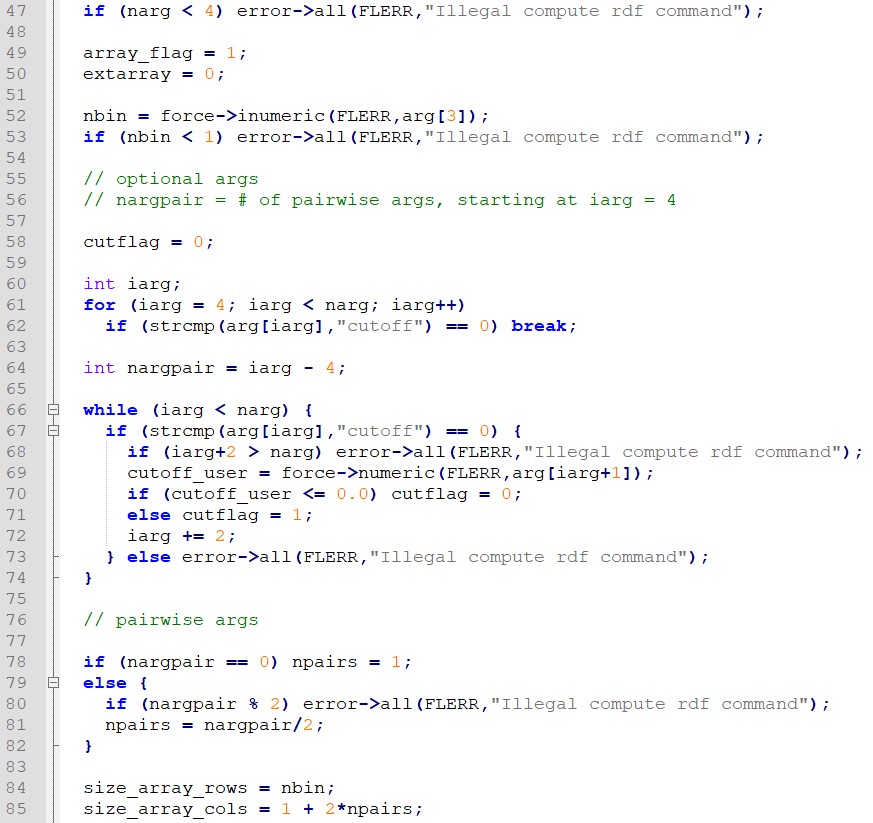 47 if (narg < 4) error->all(FLERR,"Illegal compute rdf command");
48
49 array_flag = 1;
50 extarray = 0;
51
52 nbin = force->inumeric(FLERR,arg[3]);
53 if (nbin < 1) error->all(FLERR,"Illegal compute rdf command");
54
55 // optional args
56 // nargpair = # of pairwise args, starting at iarg = 4
57
58 cutflag = 0;
59
60 int iarg;
61 for (iarg = 4; iarg < narg; iarg++)
62 if (strcmp(arg[iarg],"cutoff") == 0) break;
63
64 int nargpair = iarg - 4;
65
66 while (iarg < narg) {
67 if (strcmp(arg[iarg],"cutoff") == 0) {
68 if (iarg+2 > narg) error->all(FLERR,"Illegal compute rdf command");
69 cutoff_user = force->numeric(FLERR,arg[iarg+1]);
70 if (cutoff_user <= 0.0) cutflag = 0;
71 else cutflag = 1;
72 iarg += 2;
73 } else error->all(FLERR,"Illegal compute rdf command");
74 }
75
76 // pairwise args
77
78 if (nargpair == 0) npairs = 1;
79 else {
80 if (nargpair % 2) error->all(FLERR,"Illegal compute rdf command");
81 npairs = nargpair/2;
82 }
83
84 size_array_rows = nbin;
85 size_array_cols = 1 + 2*npairs;